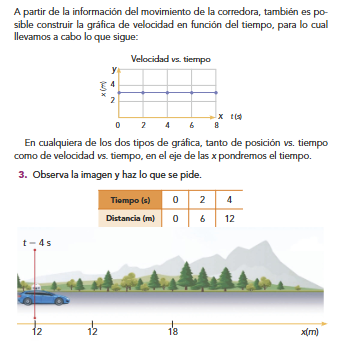 A partir de la información del movimiento de la corredora, también es po-
sible construir la gráfica de velocidad en función del tiempo, para lo cual
llevamos a cabo lo que sigue:
Velocidad vs. tiempo
y
x (m)
4
2
0 2 4 6 8
x t (s)
En cualquiera de los dos tipos de gráfica, tanto de posición vs. tiempo
como de velocidad vs. tiempo, en el eje de las x pondremos el tiempo.
3. Observa la imagen y haz lo que se pide.
Tiempo (s) 0 2 4
Distancia (m) 0 6 12
t – 4 s
12 12 18 x(m)